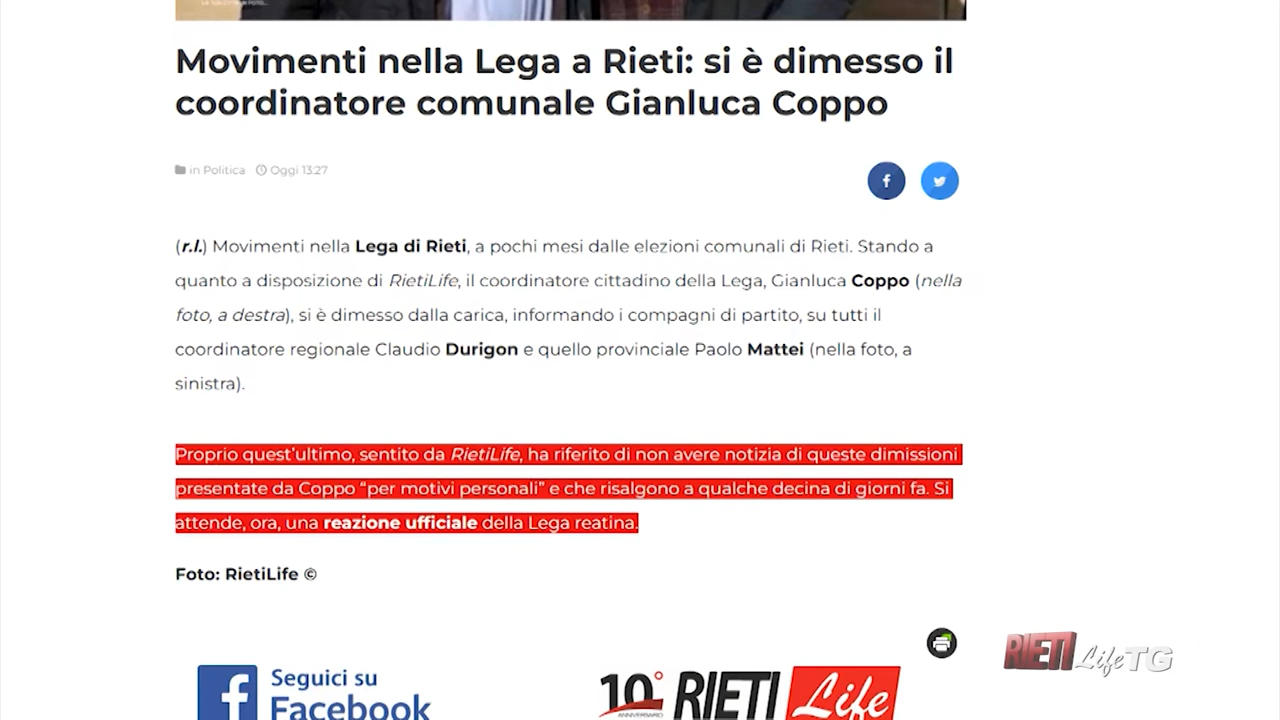 Movimenti nella Lega a Rieti: si è dimesso il
coordinatore comunale Gianluca Coppo
in Politica Oggi 13:27
(r.l.) Movimenti nella Lega di Rieti, a pochi mesi dalle elezioni comunali di Rieti. Stando a
quanto a disposizione di RietiLife, il coordinatore cittadino della Lega, Gianluca Coppo (nella
foto, a destra), si è dimesso dalla carica, informando i compagni di partito, su tutti il
coordinatore regionale Claudio Durigon e quello provinciale Paolo Mattei (nella foto, a
sinistra).
Proprio quest'ultimo, sentito da RietiLife, ha riferito di non avere notizia di queste dimissioni
presentate da Coppo “per motivi personali” e che risalgono a qualche decina di giorni fa. Si
attende, ora, una reazione ufficiale della Lega reatina.
Foto: RietiLife ©
RIETI Life TG
Seguici su
Facebook
10° ANNIVERSARIO RIETI Life